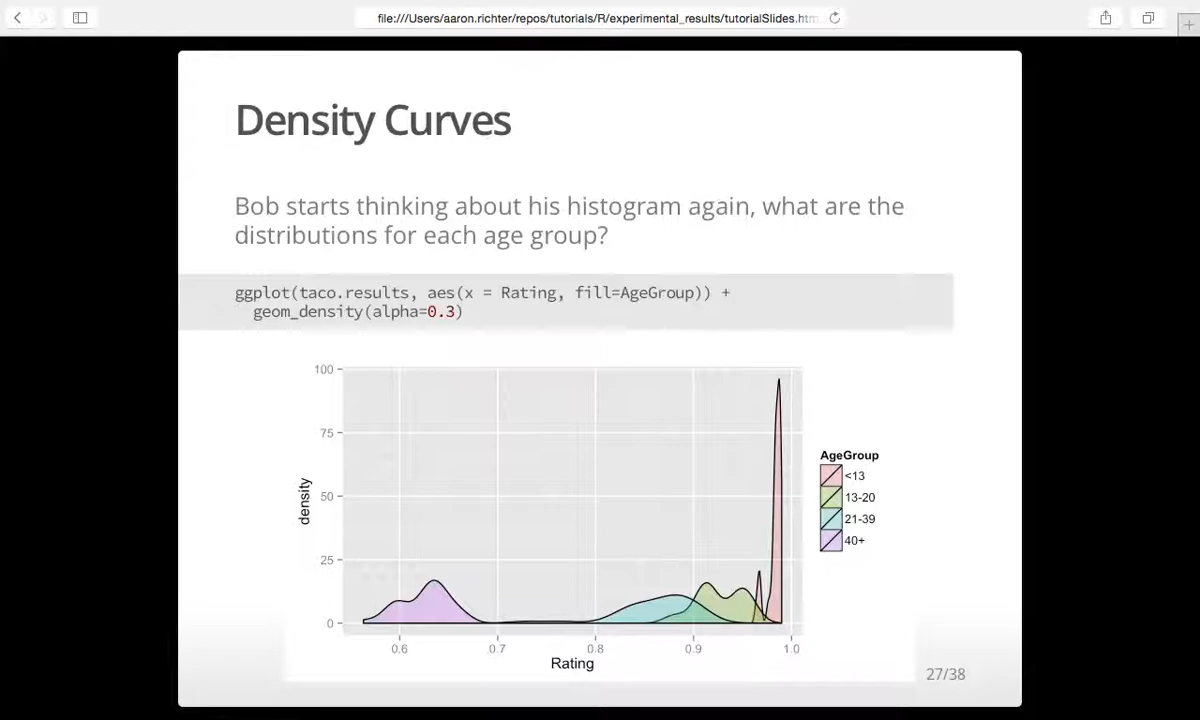 file:///Users/aaron.richter/repos/tutorials/R/experimental_results/tutorialSlides.htm
Density Curves
Bob starts thinking about his histogram again, what are the
distributions for each age group?
ggplot(taco.results, aes(x = Rating, fill=AgeGroup)) +
geom_density(alpha=0.3)
100
75
50
25
0
density
0.6
0.7
0.8
0.9
1.0
Rating
AgeGroup
<13
13-20
21-39
40+
27/38